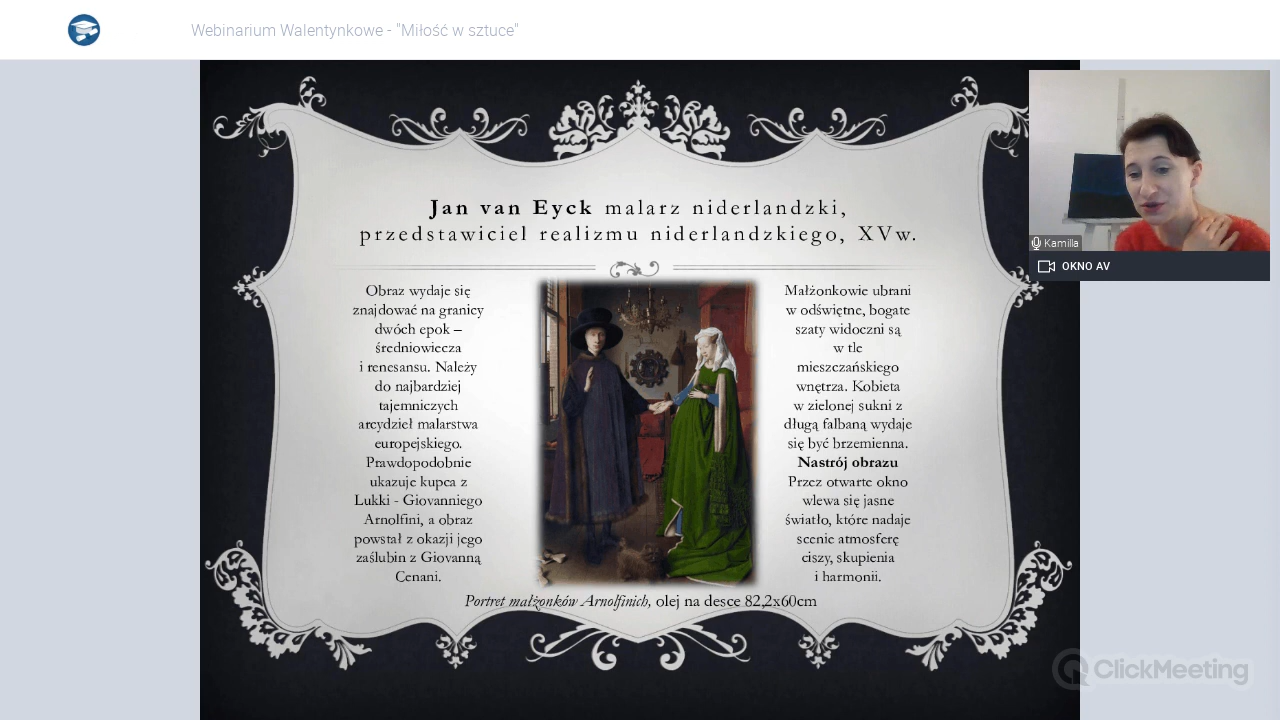 Webinarium Walentynkowe - "Miłość w sztuce"
Jan van Eyck malarz niderlandzki,
przedstawiciel realizmu niderlandzkiego, XVw.
Obraz wydaje się
znajdować na granicy
dwóch epok –
średniowiecza
i renesansu. Należy
do najbardziej
tajemniczych
arcydzieł malarstwa
europejskiego.
Prawdopodobnie
ukazuje kupca z
Lukki - Giovanniego
Arnolfini, a obraz
powstał z okazji jego
zaślubin z Giovanną
Cenani.
Małżonkowie ubrani
w odświętne, bogate
szaty widoczni są
w tle
mieszczańskiego
wnętrza. Kobieta
w zielonej sukni z
długą falbaną wydaje
się być brzemienna.
Nastrój obrazu
Przez otwarte okno
wlewa się jasne
światło, które nadaje
scenie atmosferę
ciszy, skupienia
i harmonii.
Portret małżonków Arnolfinich, olej na desce 82,2x60cm
Kamilla
OKNO AV
ClickMeeting